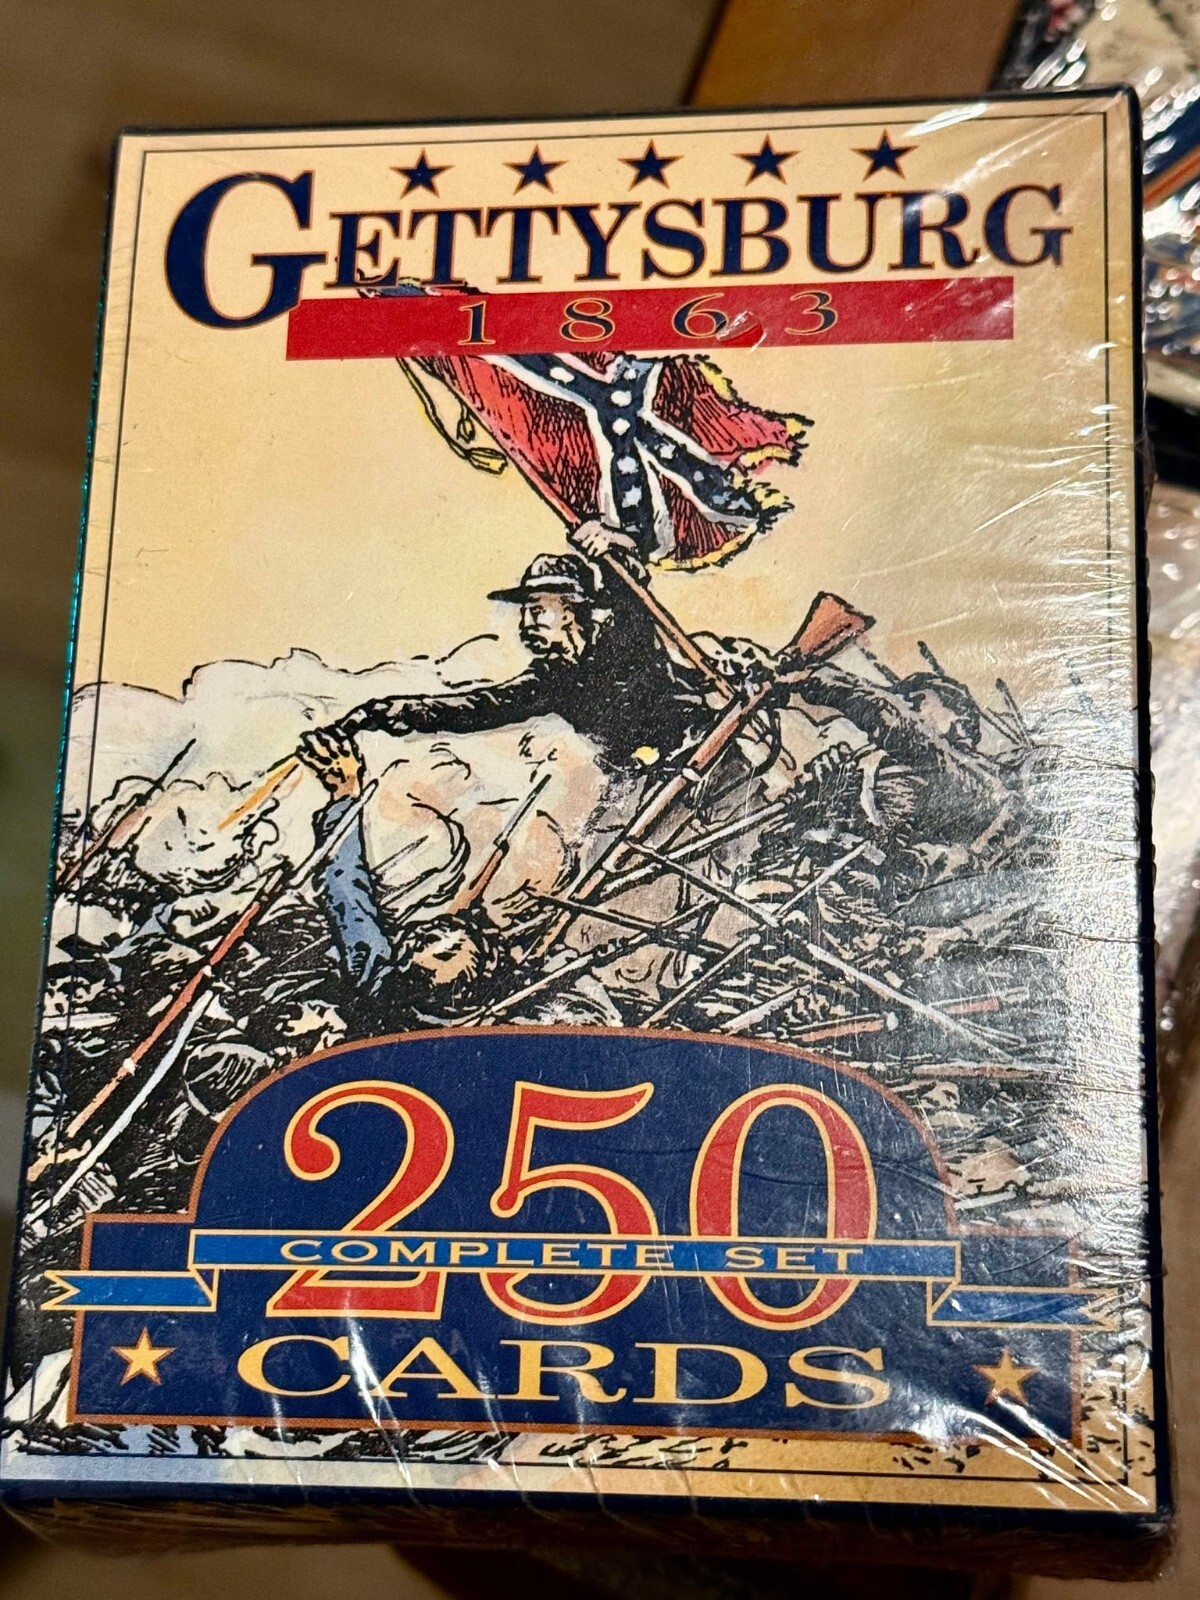 GETTYSBURG
1863
250
COMPLETE SET
CARDS